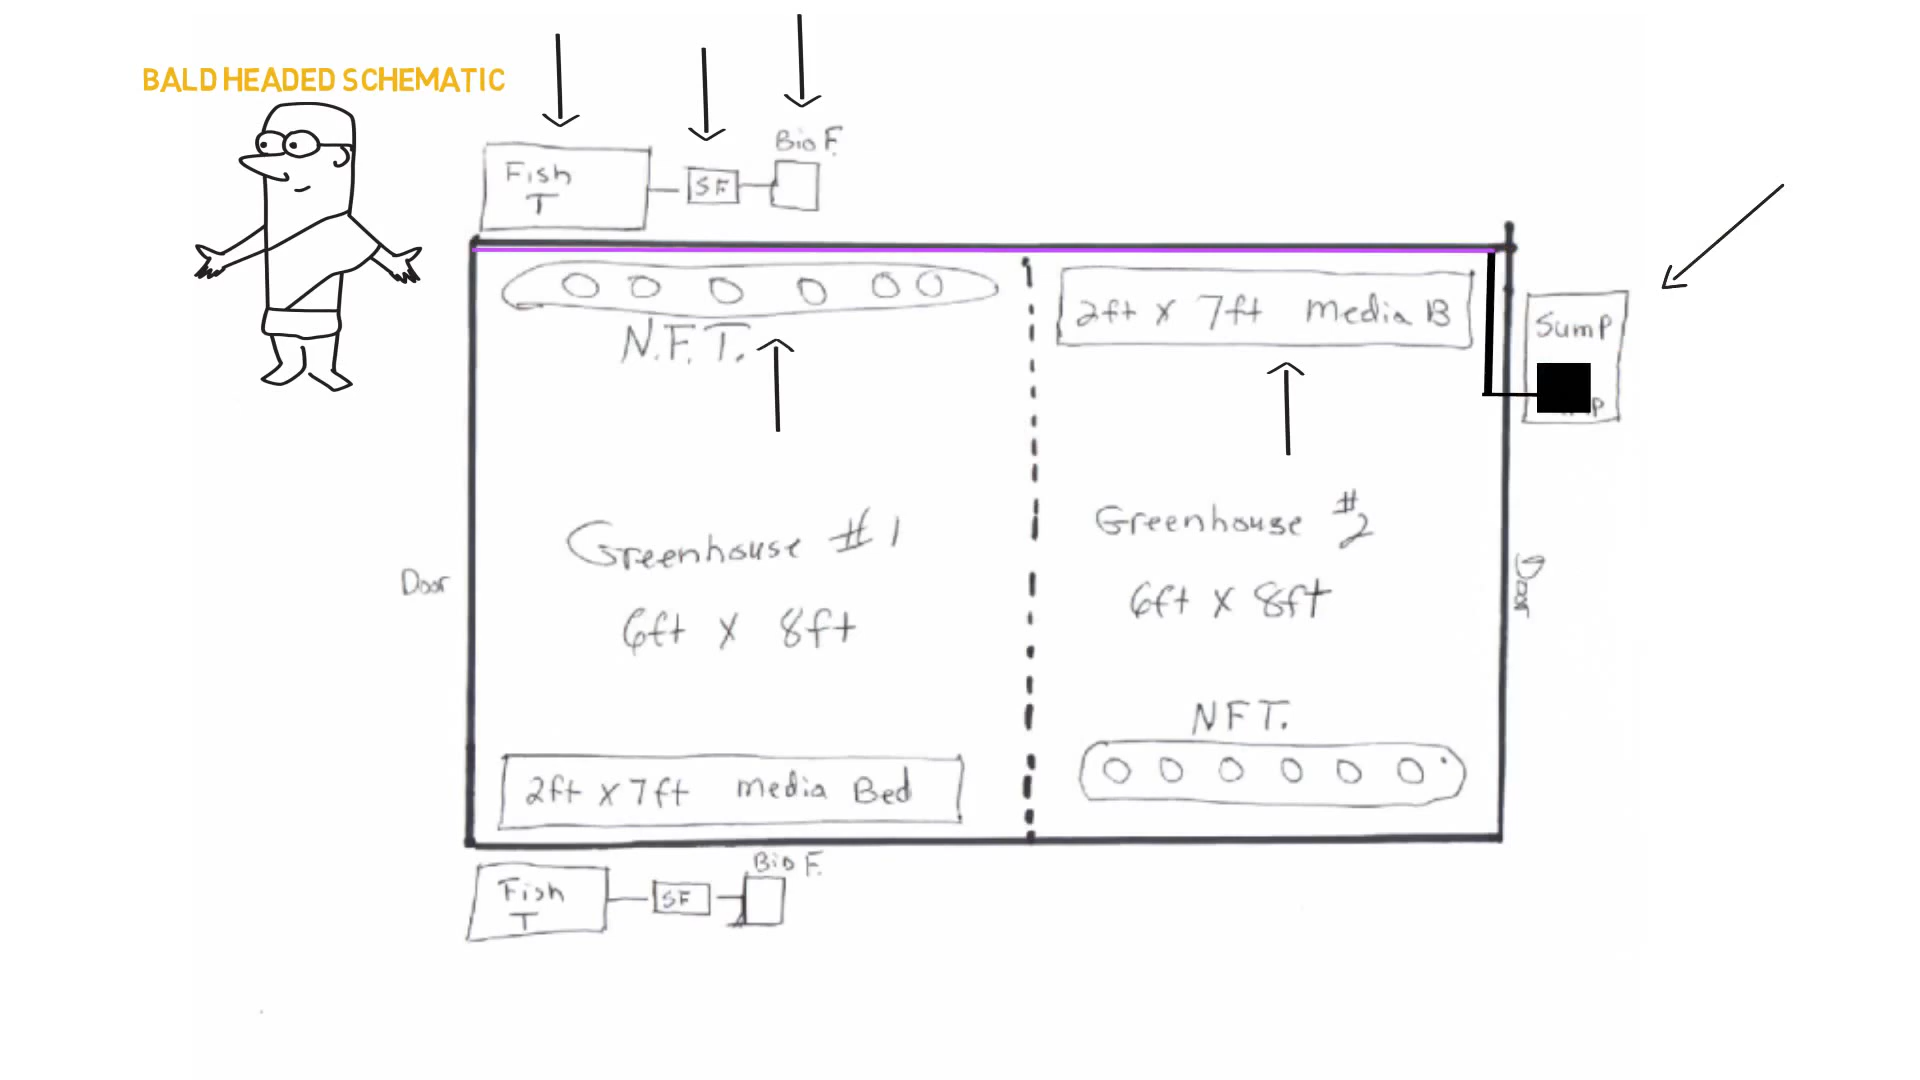 BALD HEADED SCHEMATIC
Bio F.
Fish
T
SF
N.F.T.
2ft x 7ft media B
Sump
Greenhouse #1
6ft x 8ft
Greenhouse #2
6ft x 8ft
Door
Door
NFT.
2ft x 7ft media Bed
Bio F.
Fish
T
SF